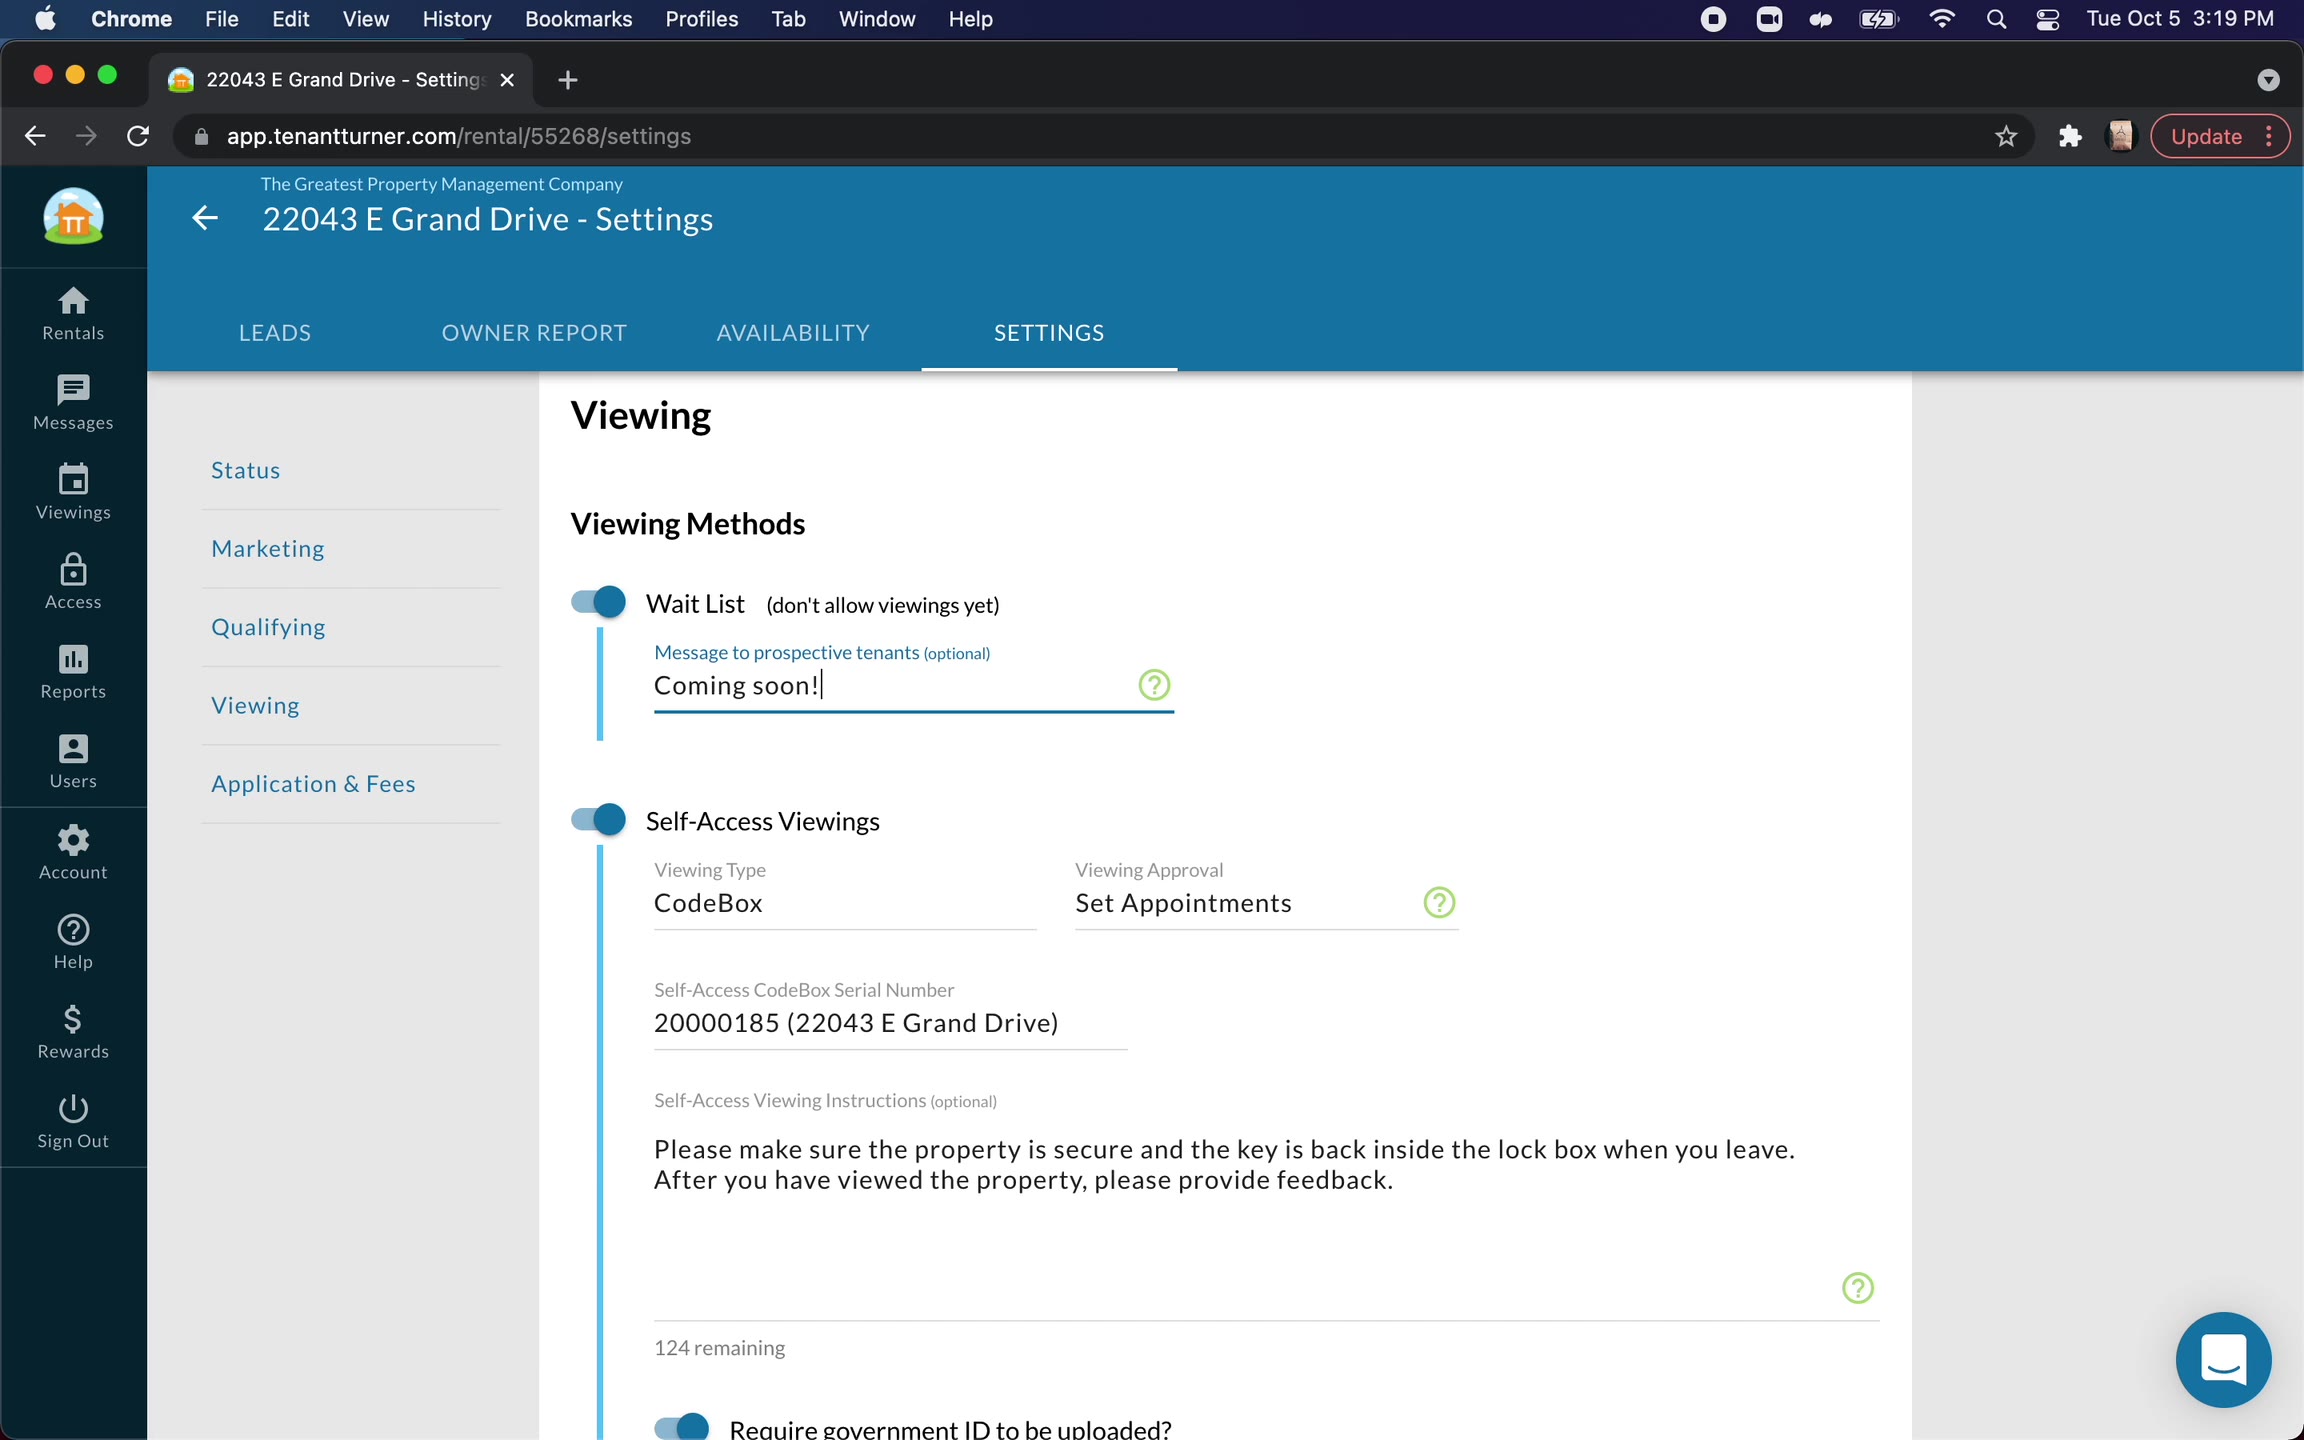 Chrome File Edit View History Bookmarks Profiles Tab Window Help Tue Oct 5 3:19 PM
22043 E Grand Drive - Settings
app.tenantturner.com/rental/55268/settings
Update
The Greatest Property Management Company
22043 E Grand Drive - Settings
LEADS OWNER REPORT AVAILABILITY SETTINGS
Rentals
Messages
Viewings
Access
Reports
Users
Account
Help
Rewards
Sign Out
Status
Marketing
Qualifying
Viewing
Application & Fees
Viewing
Viewing Methods
Wait List (don't allow viewings yet)
Message to prospective tenants (optional)
Coming soon!
Self-Access Viewings
Viewing Type
CodeBox
Viewing Approval
Set Appointments
Self-Access CodeBox Serial Number
20000185 (22043 E Grand Drive)
Self-Access Viewing Instructions (optional)
Please make sure the property is secure and the key is back inside the lock box when you leave.
After you have viewed the property, please provide feedback.
124 remaining
Require government ID to be uploaded?